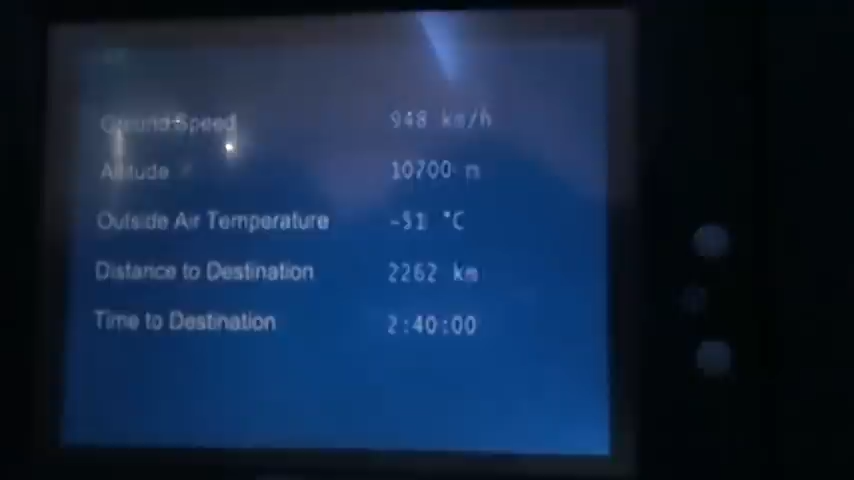 Ground Speed 948 km/h
Altitude 10700 m
Outside Air Temperature -51 °C
Distance to Destination 2262 km
Time to Destination 2:40:00